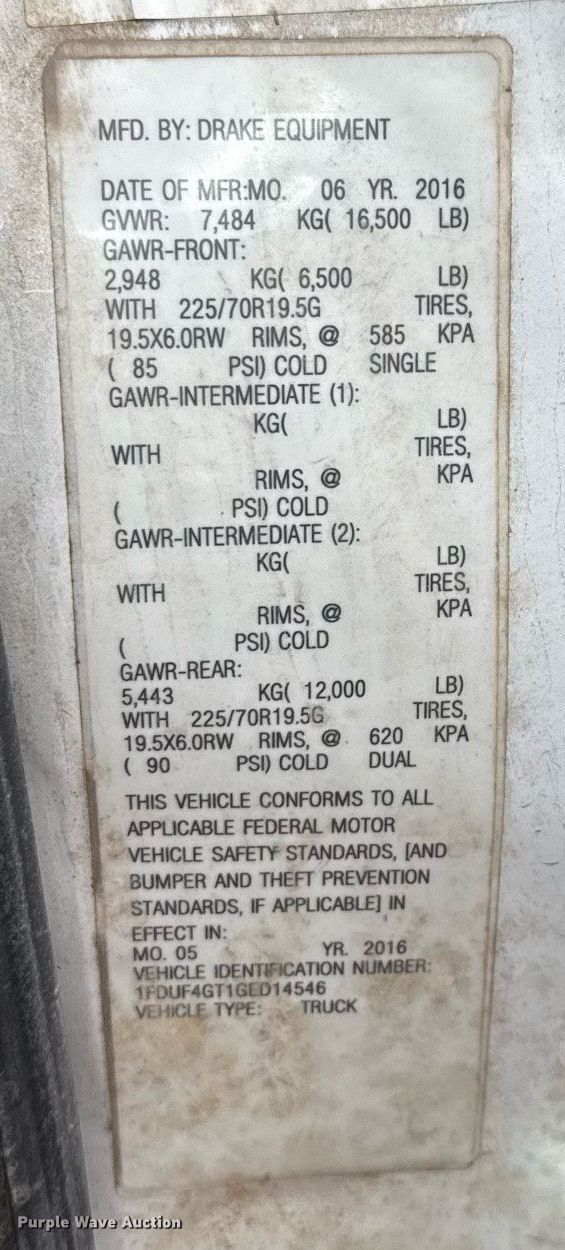 MFD. BY: DRAKE EQUIPMENT
DATE OF MFR:MO. 06 YR. 2016
GVWR: 7,484 KG( 16,500 LB)
GAWR-FRONT:
2,948 KG( 6,500 LB)
WITH 225/70R19.5G TIRES,
19.5X6.0RW RIMS, @ 585 KPA
( 85 PSI) COLD SINGLE
GAWR-INTERMEDIATE (1):
KG( LB)
WITH TIRES,
RIMS, @ KPA
( PSI) COLD
GAWR-INTERMEDIATE (2):
KG( LB)
WITH TIRES,
RIMS, @ KPA
( PSI) COLD
GAWR-REAR:
5,443 KG( 12,000 LB)
WITH 225/70R19.5G TIRES,
19.5X6.0RW RIMS, @ 620 KPA
( 90 PSI) COLD DUAL
THIS VEHICLE CONFORMS TO ALL
APPLICABLE FEDERAL MOTOR
VEHICLE SAFETY STANDARDS, [AND
BUMPER AND THEFT PREVENTION
STANDARDS, IF APPLICABLE] IN
EFFECT IN:
MO. 05 YR. 2016
VEHICLE IDENTIFICATION NUMBER:
1FDUF4GT1GED14546
VEHICLE TYPE: TRUCK
Purple Wave Auction